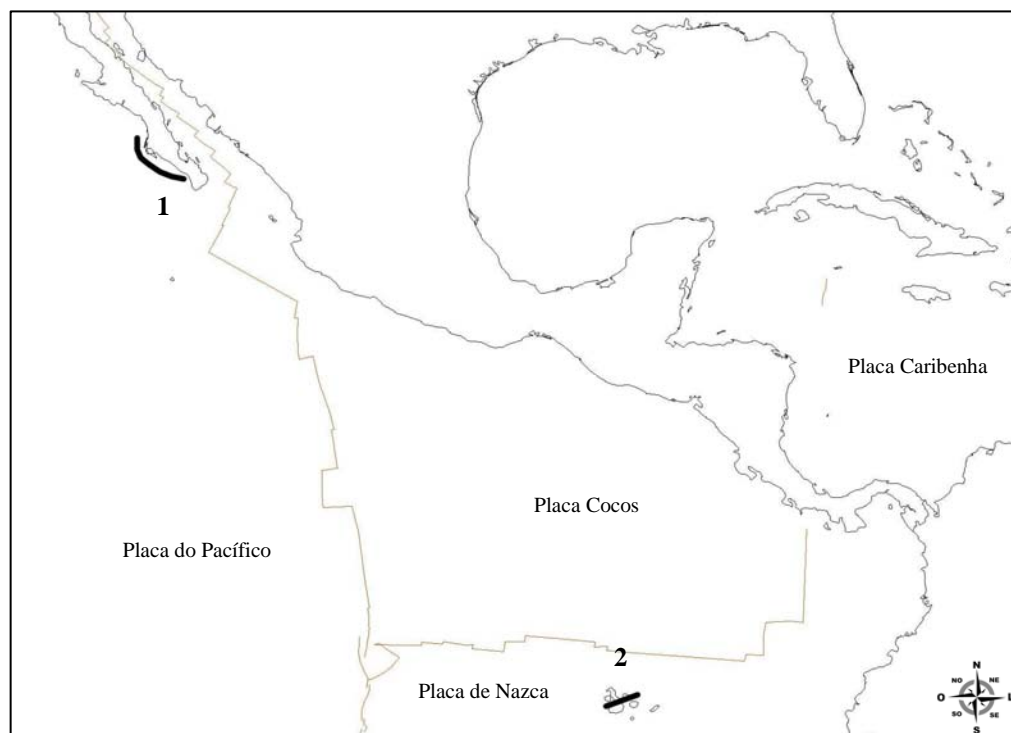 1
Placa Caribenha
Placa Cocos
Placa do Pacífico
2
Placa de Nazca
N
NO NE
O L
SO SE
S